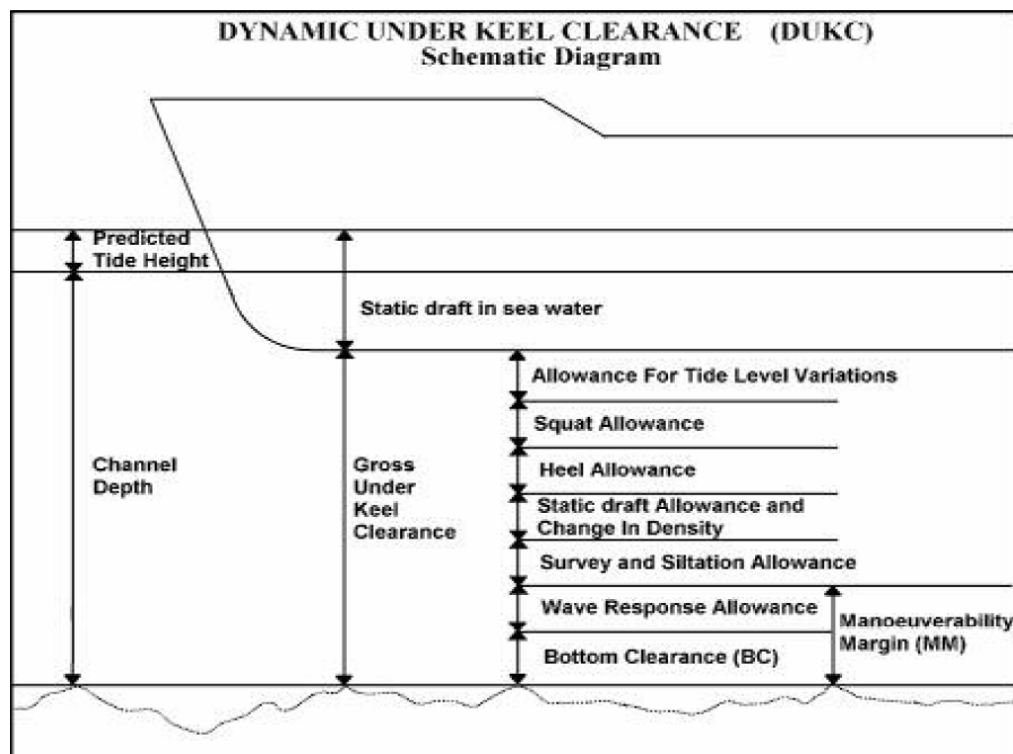 DYNAMIC UNDER KEEL CLEARANCE (DUKC)
Schematic Diagram
Predicted
Tide Height
Static draft in sea water
Allowance For Tide Level Variations
Squat Allowance
Channel
Depth
Gross
Under
Keel
Clearance
Heel Allowance
Static draft Allowance and
Change In Density
Survey and Siltation Allowance
Wave Response Allowance
Manoeuverability
Margin (MM)
Bottom Clearance (BC)